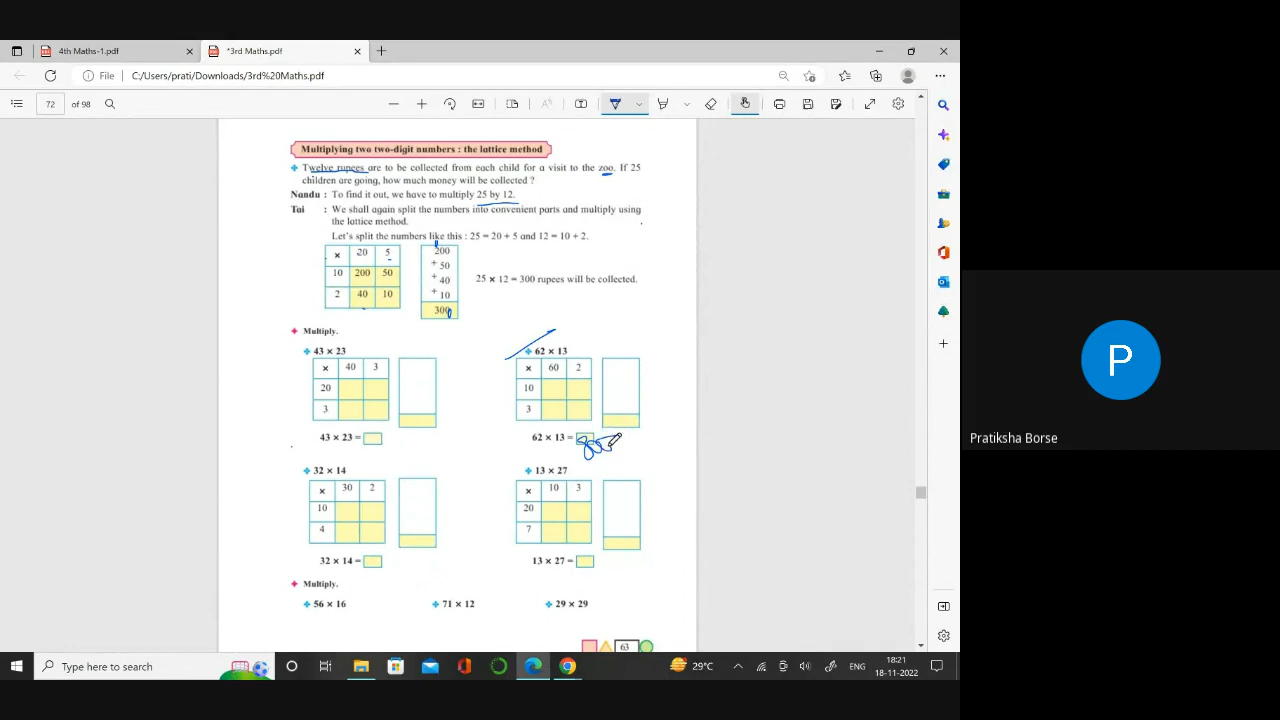 4th Maths-1.pdf
*3rd Maths.pdf
File
C:/Users/prati/Downloads/3rd%20Maths.pdf
72 of 98
Multiplying two two-digit numbers : the lattice method
Twelve rupees are to be collected from each child for a visit to the zoo. If 25
children are going, how much money will be collected ?
Nandu : To find it out, we have to multiply 25 by 12.
Tai : We shall again split the numbers into convenient parts and multiply using
the lattice method.
Let's split the numbers like this : 25 = 20 + 5 and 12 = 10 + 2.
× 20 5
10 200 50
2 40 10
200
+ 50
+ 40
+ 10
300
25 × 12 = 300 rupees will be collected.
Multiply.
43 × 23
× 40 3
20
3
43 × 23 =
62 × 13
× 60 2
10
3
62 × 13 =
32 × 14
× 30 2
10
4
32 × 14 =
13 × 27
× 10 3
20
7
13 × 27 =
Multiply.
56 × 16
71 × 12
29 × 29
63
P
Pratiksha Borse
Type here to search
29°C
ENG
18:21
18-11-2022